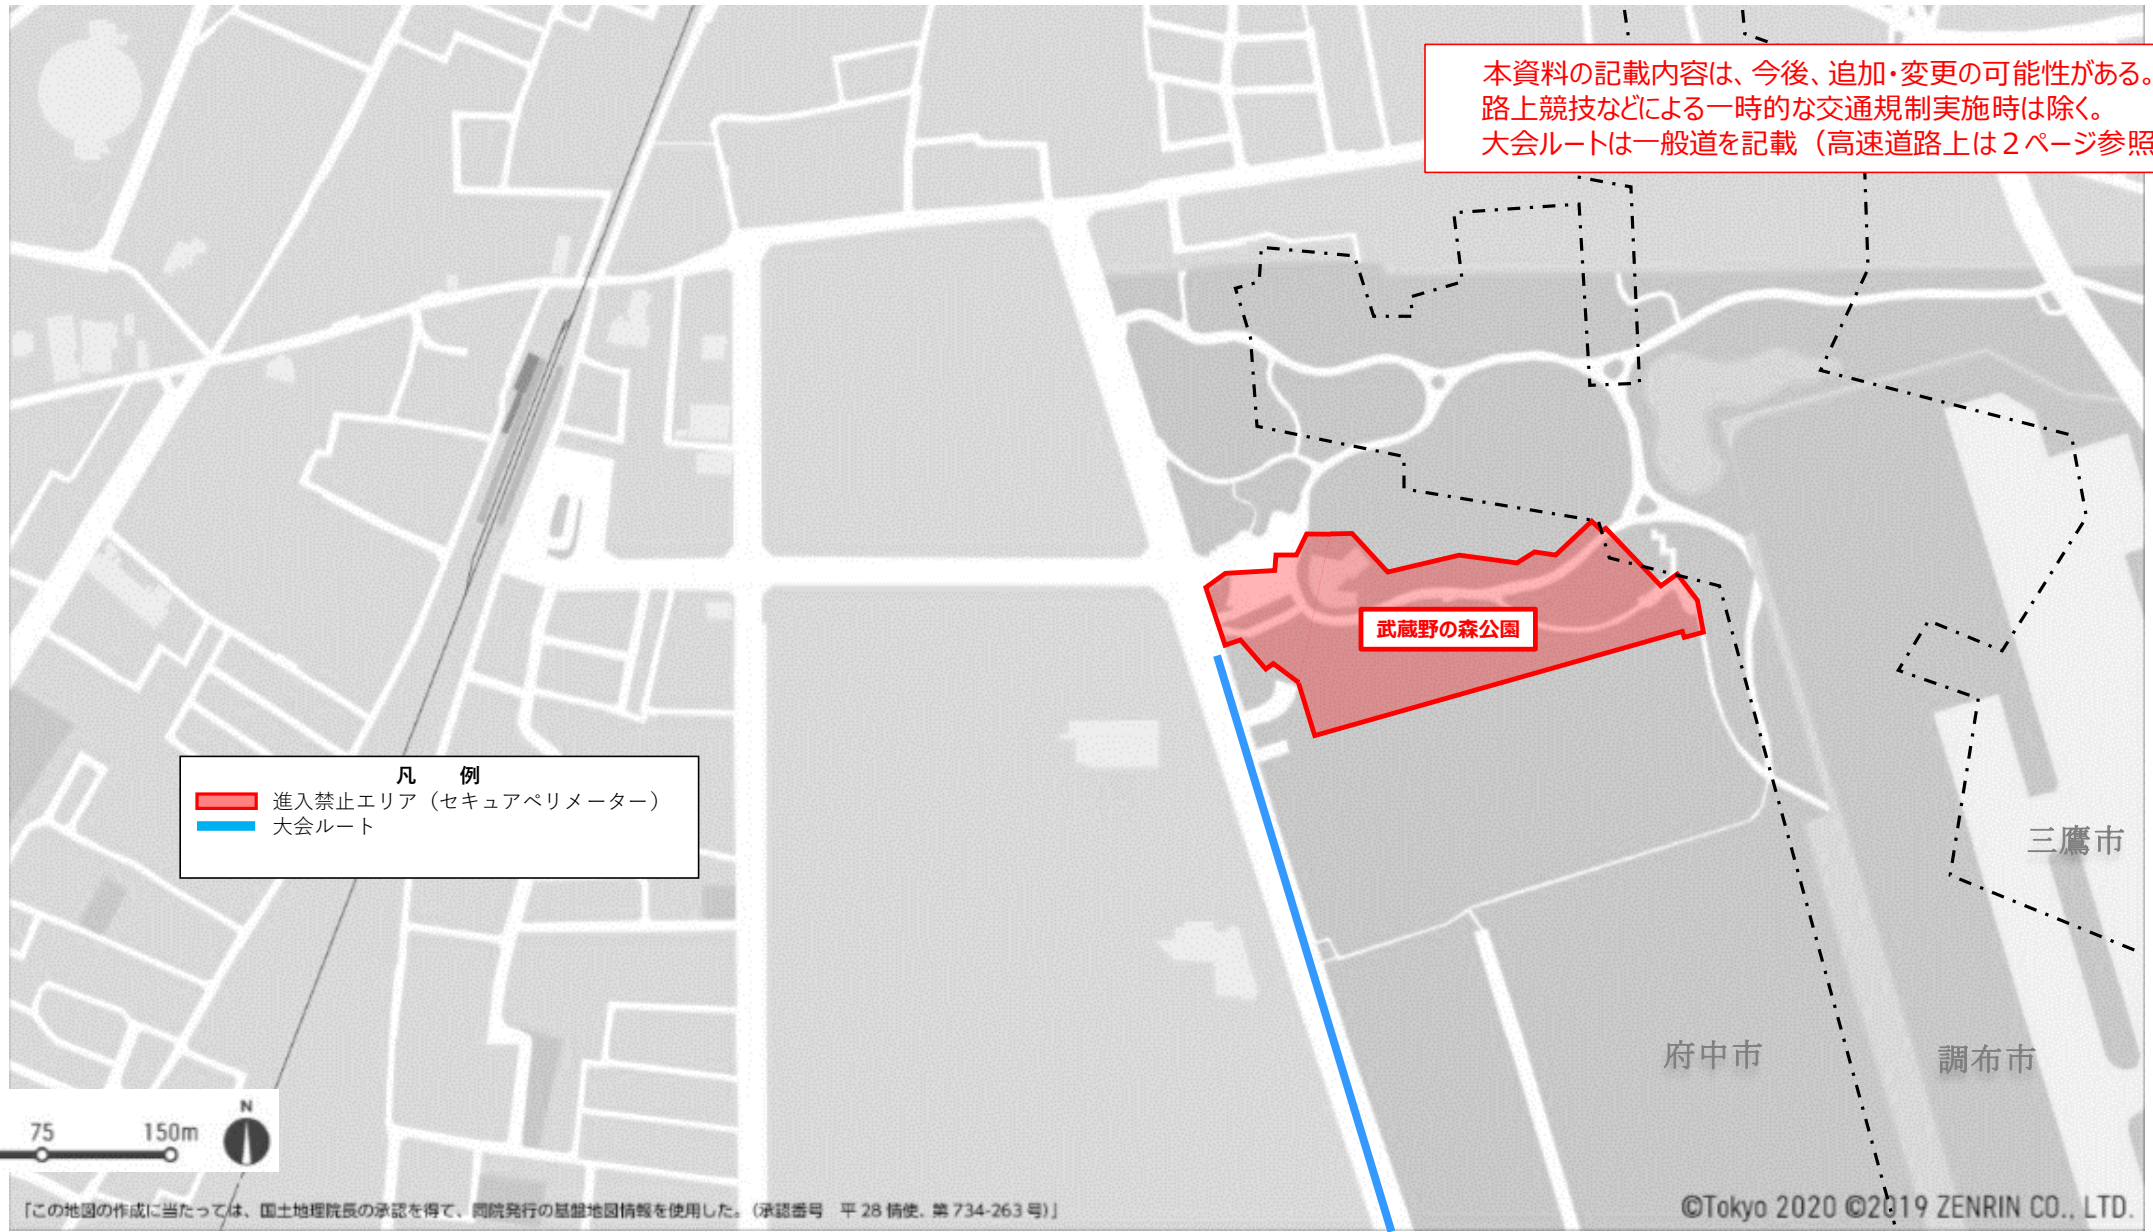 本資料の記載内容は、今後、追加・変更の可能性がある。
路上競技などによる一時的な交通規制実施時は除く。
大会ルートは一般道を記載（高速道路上は２ページ参照
武蔵野の森公園
凡　例
進入禁止エリア（セキュアペリメーター）
大会ルート
三鷹市
府中市
調布市
N
75 150m
「この地図の作成に当たっては、国土地理院長の承認を得て、同院発行の基盤地図情報を使用した。（承認番号　平 28 情使、第 734-263 号）」
©Tokyo 2020 ©2019 ZENRIN CO., LTD.